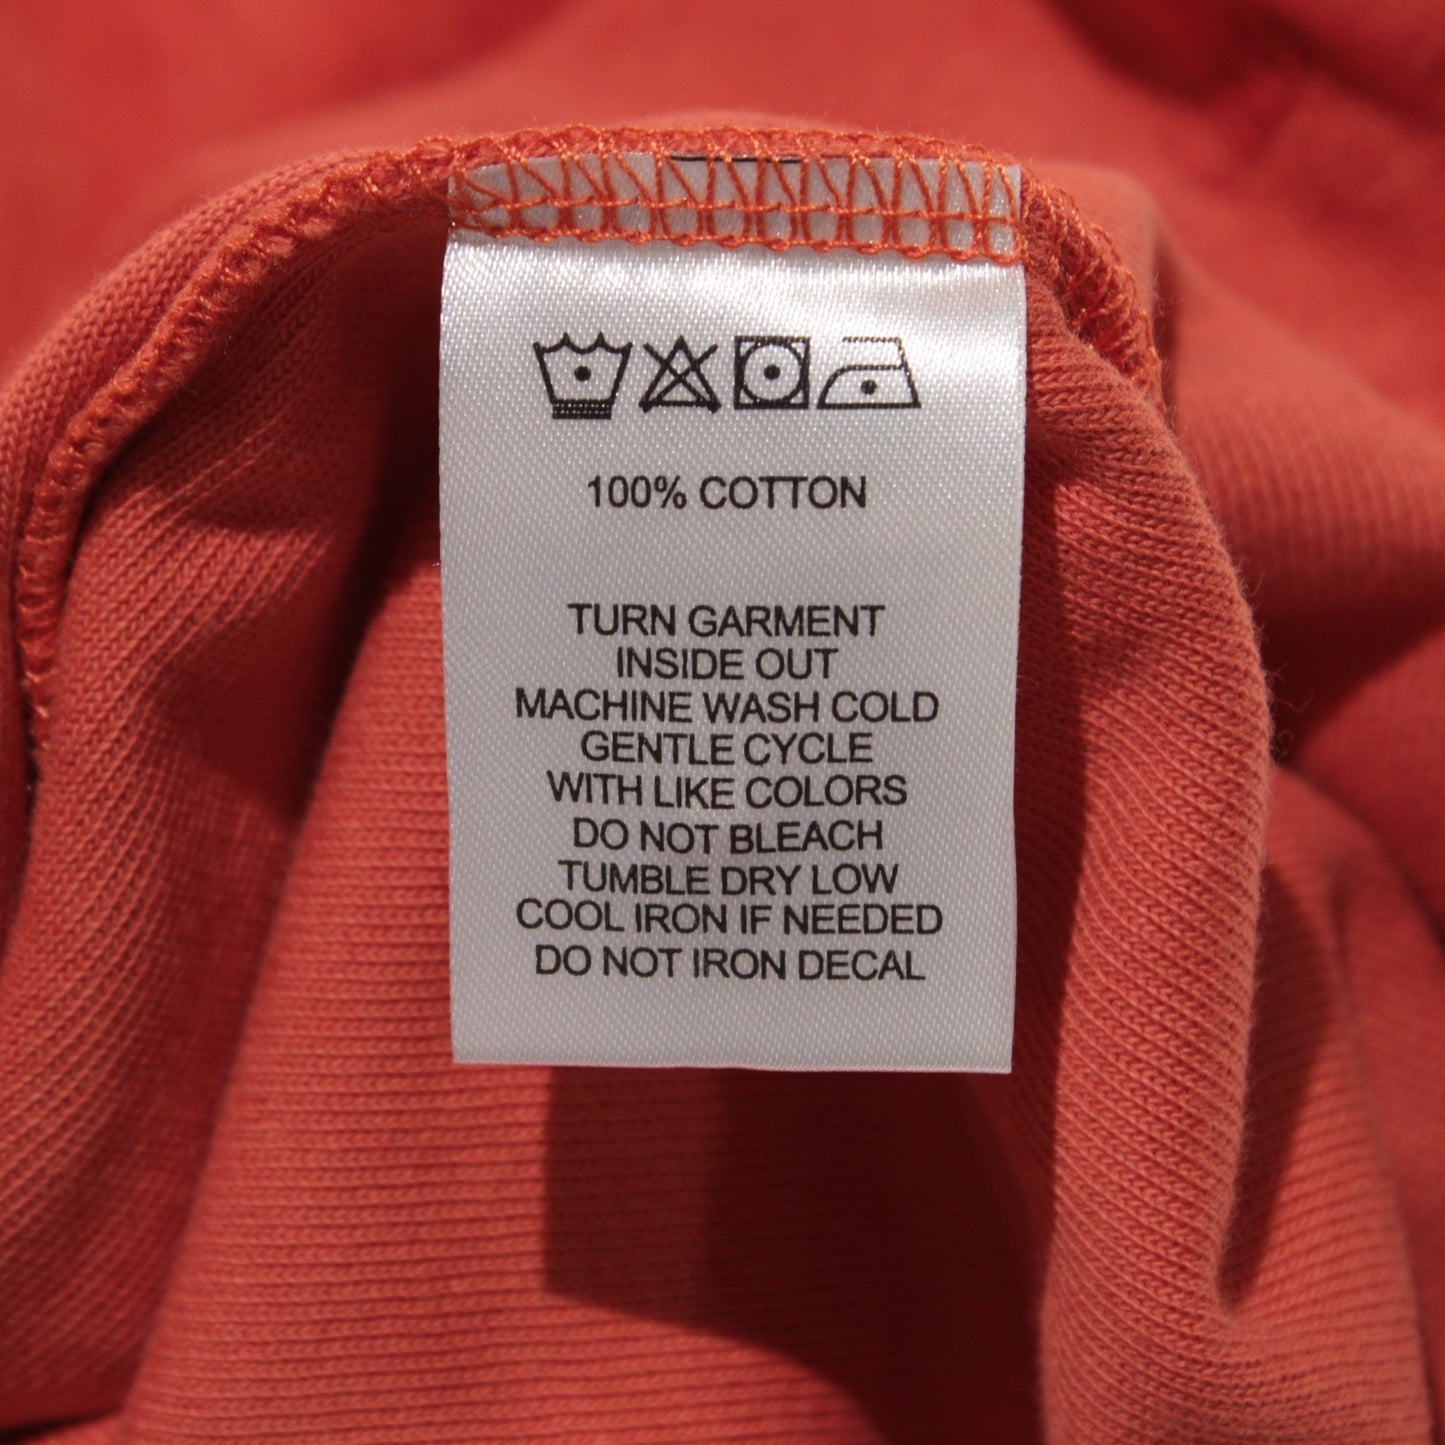 100% COTTON
TURN GARMENT
INSIDE OUT
MACHINE WASH COLD
GENTLE CYCLE
WITH LIKE COLORS
DO NOT BLEACH
TUMBLE DRY LOW
COOL IRON IF NEEDED
DO NOT IRON DECAL